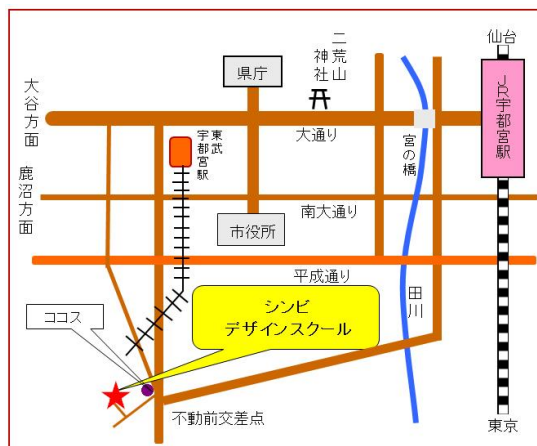 仙台
二荒山
神社
県庁
JR宇都宮駅
大谷方面
大通り
宮の橋
東武
宇都宮駅
鹿沼方面
南大通り
市役所
平成通り
田川
シンビ
デザインスクール
ココス
不動前交差点
東京